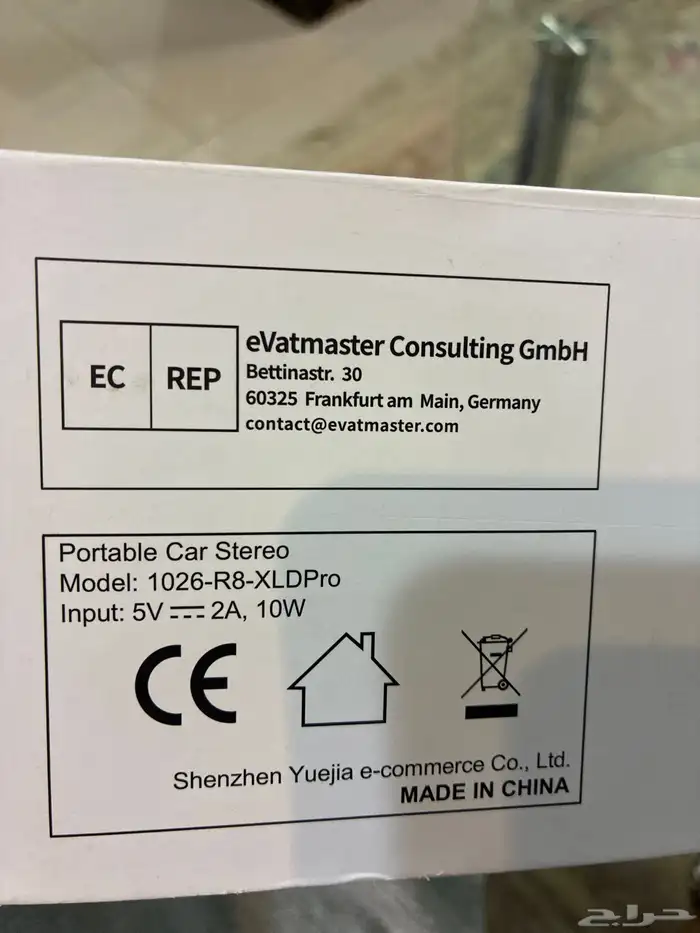 EC REP
eVatmaster Consulting GmbH
Bettinastr. 30
60325 Frankfurt am Main, Germany
contact@evatmaster.com
Portable Car Stereo
Model: 1026-R8-XLDPro
Input: 5V ⎓ 2A, 10W
CE
Shenzhen Yuejia e-commerce Co., Ltd.
MADE IN CHINA
حراج